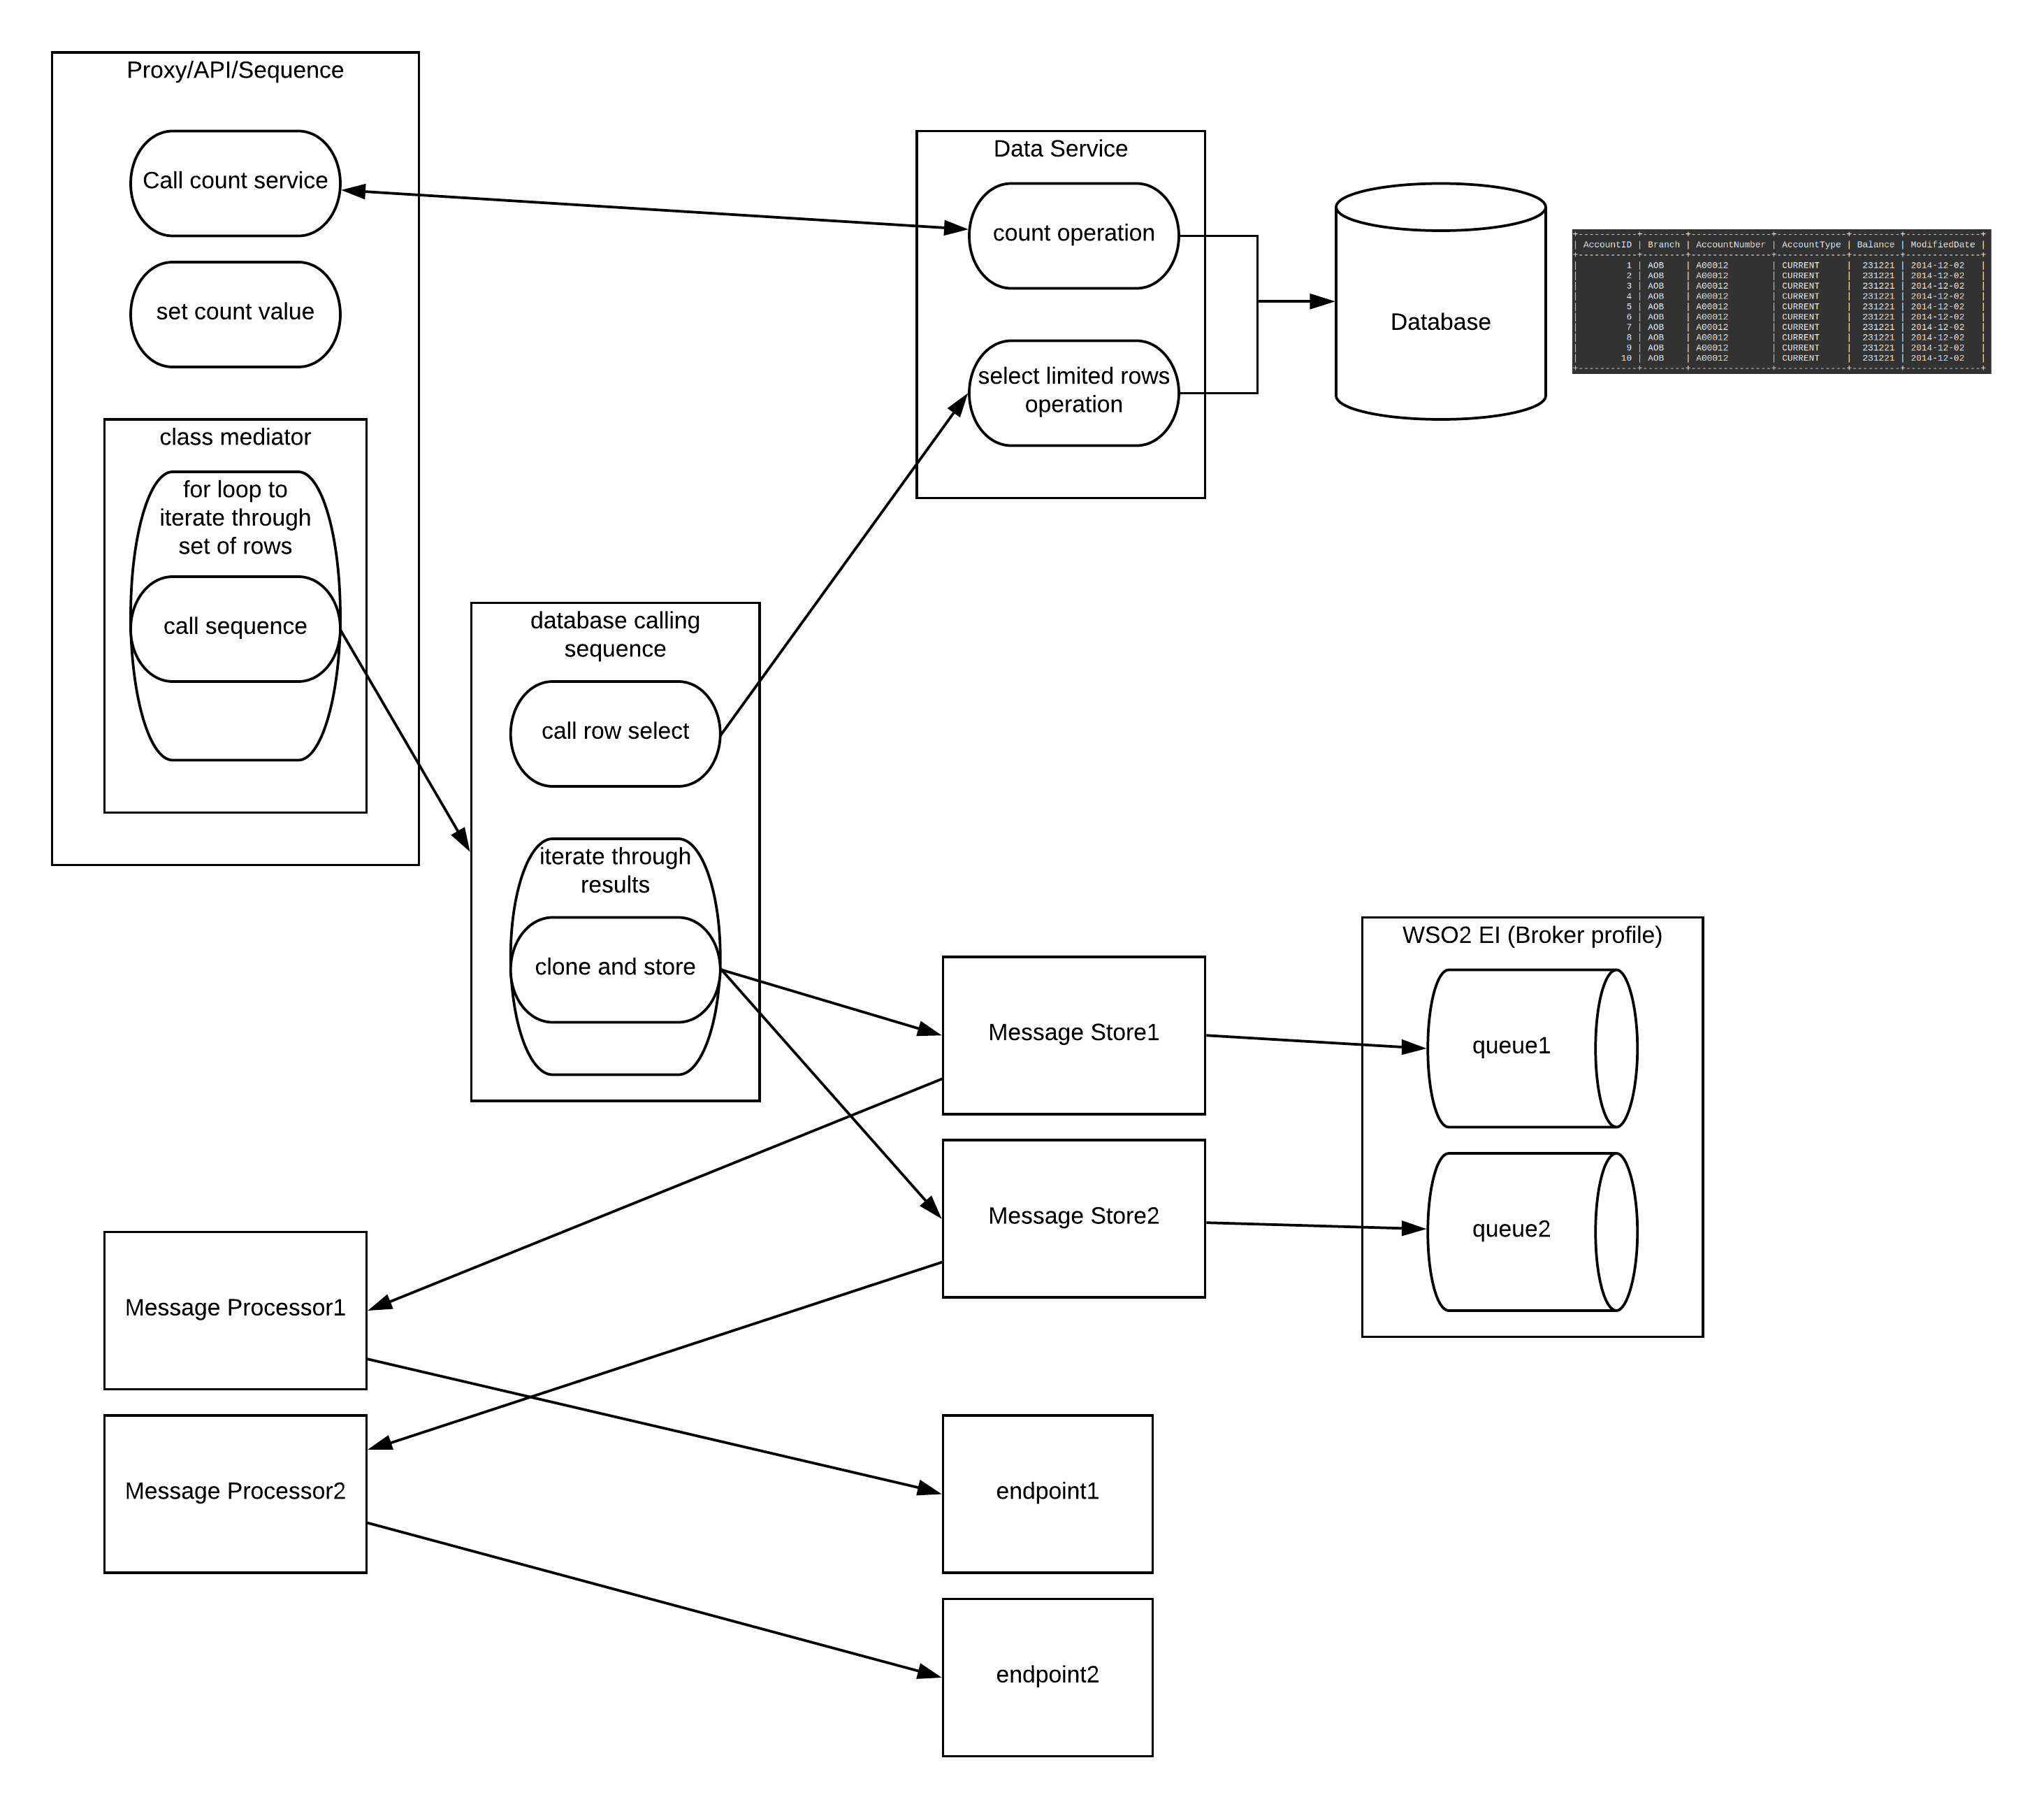 Proxy/API/Sequence
Call count service
set count value
class mediator
for loop to
iterate through
set of rows
call sequence
Data Service
count operation
select limited rows
operation
Database
+-----------+--------+---------------+-------------+---------+--------------+
| AccountID | Branch | AccountNumber | AccountType | Balance | ModifiedDate |
+-----------+--------+---------------+-------------+---------+--------------+
| 1 | AOB | A00012 | CURRENT | 231221 | 2014-12-02 |
| 2 | AOB | A00012 | CURRENT | 231221 | 2014-12-02 |
| 3 | AOB | A00012 | CURRENT | 231221 | 2014-12-02 |
| 4 | AOB | A00012 | CURRENT | 231221 | 2014-12-02 |
| 5 | AOB | A00012 | CURRENT | 231221 | 2014-12-02 |
| 6 | AOB | A00012 | CURRENT | 231221 | 2014-12-02 |
| 7 | AOB | A00012 | CURRENT | 231221 | 2014-12-02 |
| 8 | AOB | A00012 | CURRENT | 231221 | 2014-12-02 |
| 9 | AOB | A00012 | CURRENT | 231221 | 2014-12-02 |
| 10 | AOB | A00012 | CURRENT | 231221 | 2014-12-02 |
+-----------+--------+---------------+-------------+---------+--------------+
database calling
sequence
call row select
iterate through
results
clone and store
Message Store1
Message Store2
WSO2 EI (Broker profile)
queue1
queue2
Message Processor1
Message Processor2
endpoint1
endpoint2